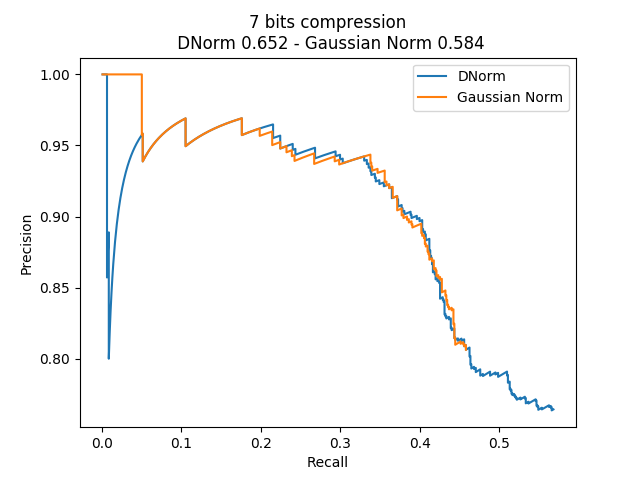 7 bits compression
DNorm 0.652 - Gaussian Norm 0.584
DNorm
Gaussian Norm
1.00
0.95
0.90
0.85
0.80
Precision
0.0
0.1
0.2
0.3
0.4
0.5
Recall